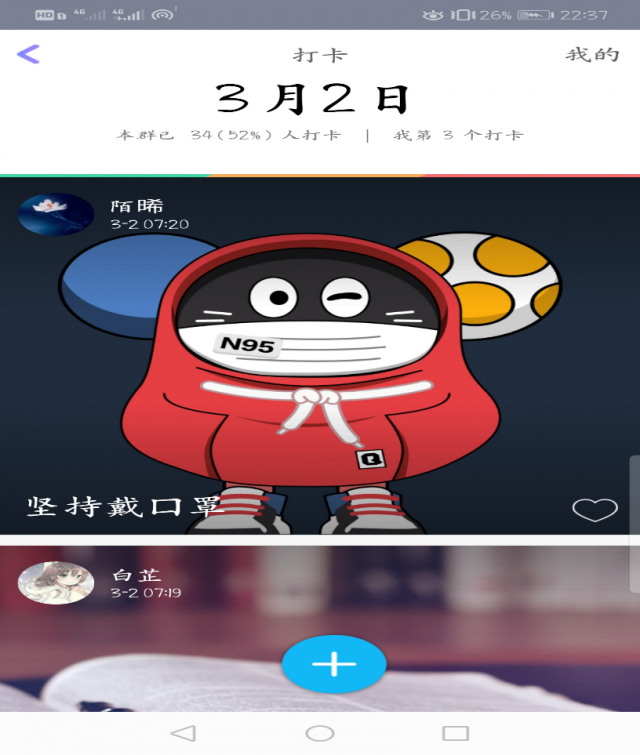 HD 4G 4G 26% 22:37
打卡 我的
3月2日
本群已 34(52%)人打卡 | 我第 3 个打卡
陌晞
3-2 07:20
N95
Q
坚持戴口罩
白芷
3-2 07:19